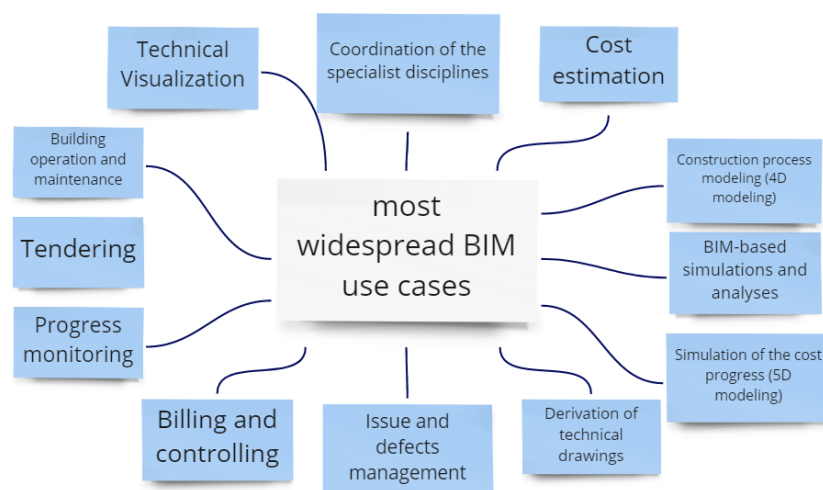 Technical
Visualization
Coordination of the
specialist disciplines
Cost
estimation
Building
operation and
maintenance
Construction process
modeling (4D
modeling)
most
widespread BIM
use cases
Tendering
BIM-based
simulations and
analyses
Progress
monitoring
Simulation of the cost
progress (5D
modeling)
Billing and
controlling
Issue and
defects
management
Derivation of
technical
drawings